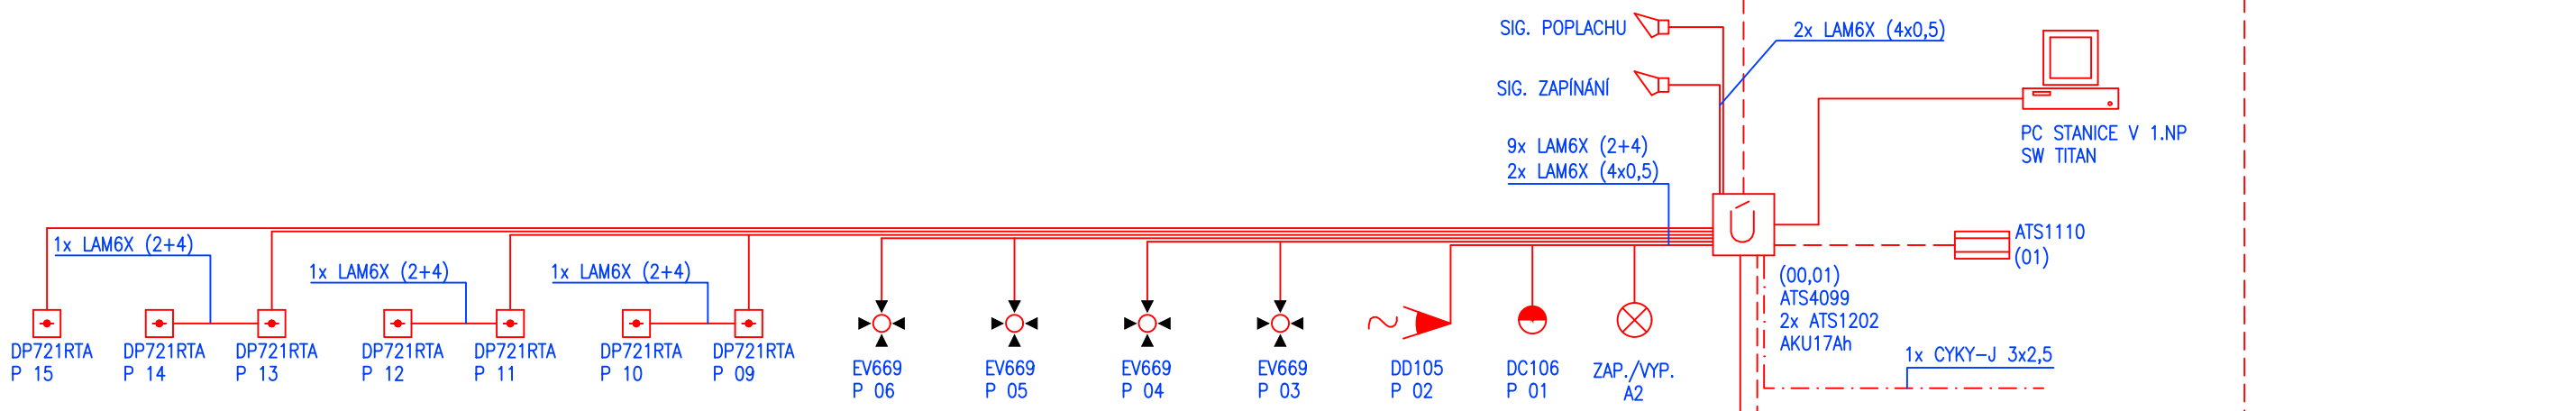 SIG. POPLACHU
2x LAM6X (4x0,5)
SIG. ZAPÍNÁNÍ
PC STANICE V 1.NP
SW TITAN
9x LAM6X (2+4)
2x LAM6X (4x0,5)
1x LAM6X (2+4)
1x LAM6X (2+4)
1x LAM6X (2+4)
ATS1110
(01)
(00,01)
ATS4099
2x ATS1202
AKU17Ah
1x CYKY-J 3x2,5
DP721RTA
P 15
DP721RTA
P 14
DP721RTA
P 13
DP721RTA
P 12
DP721RTA
P 11
DP721RTA
P 10
DP721RTA
P 09
EV669
P 06
EV669
P 05
EV669
P 04
EV669
P 03
DD105
P 02
DC106
P 01
ZAP./VYP.
A2